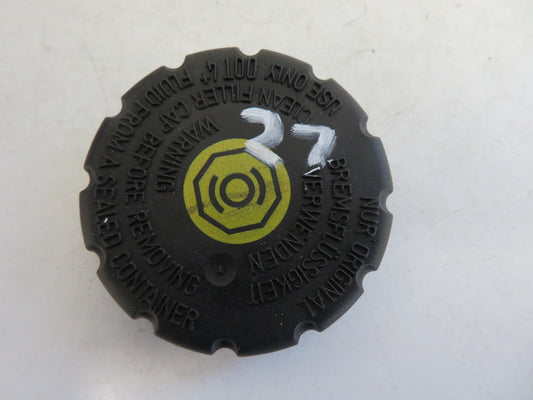 WARNING
CLEAN FILLER CAP BEFORE REMOVING
USE ONLY DOT 4 FLUID FROM A SEALED CONTAINER
NUR ORIGINAL
BREMSFLÜSSIGKEIT
VERWENDEN
27